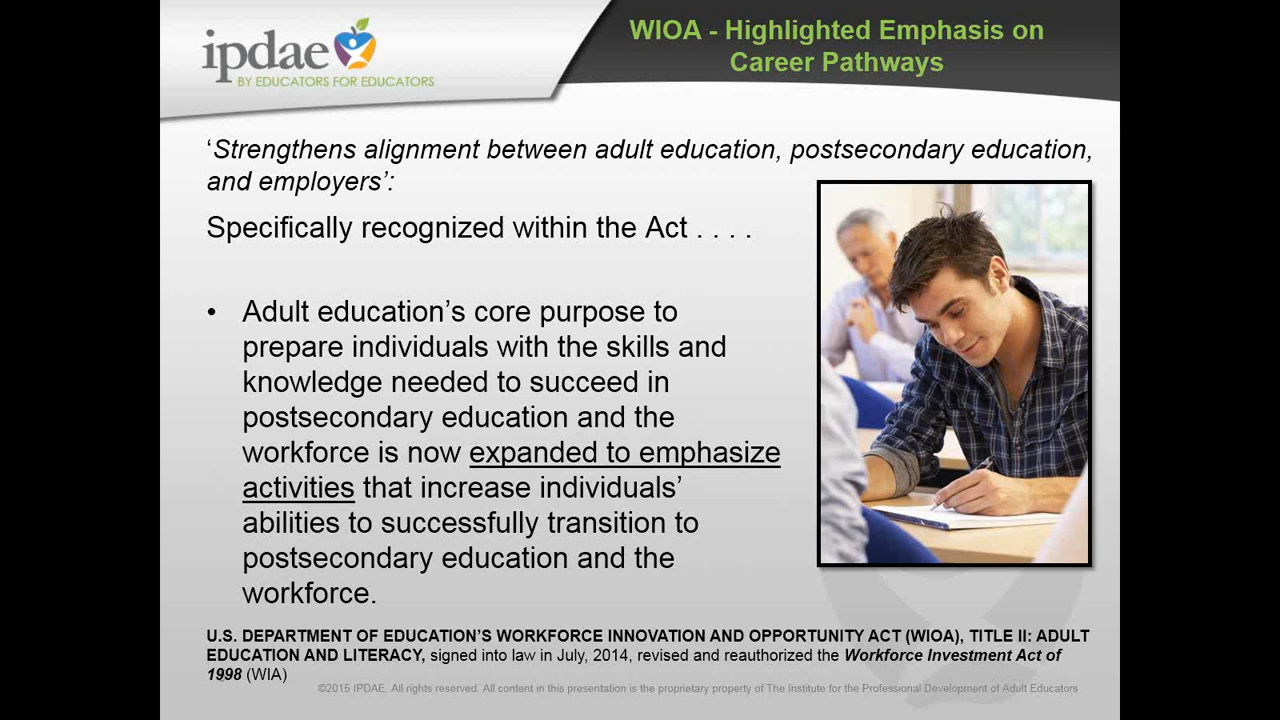 ipdae
BY EDUCATORS FOR EDUCATORS
WIOA - Highlighted Emphasis on
Career Pathways
‘Strengthens alignment between adult education, postsecondary education,
and employers’:
Specifically recognized within the Act . . . .
• Adult education’s core purpose to
prepare individuals with the skills and
knowledge needed to succeed in
postsecondary education and the
workforce is now expanded to emphasize
activities that increase individuals’
abilities to successfully transition to
postsecondary education and the
workforce.
U.S. DEPARTMENT OF EDUCATION’S WORKFORCE INNOVATION AND OPPORTUNITY ACT (WIOA), TITLE II: ADULT
EDUCATION AND LITERACY, signed into law in July, 2014, revised and reauthorized the Workforce Investment Act of
1998 (WIA)
©2015 IPDAE. All rights reserved. All content in this presentation is the proprietary property of The Institute for the Professional Development of Adult Educators